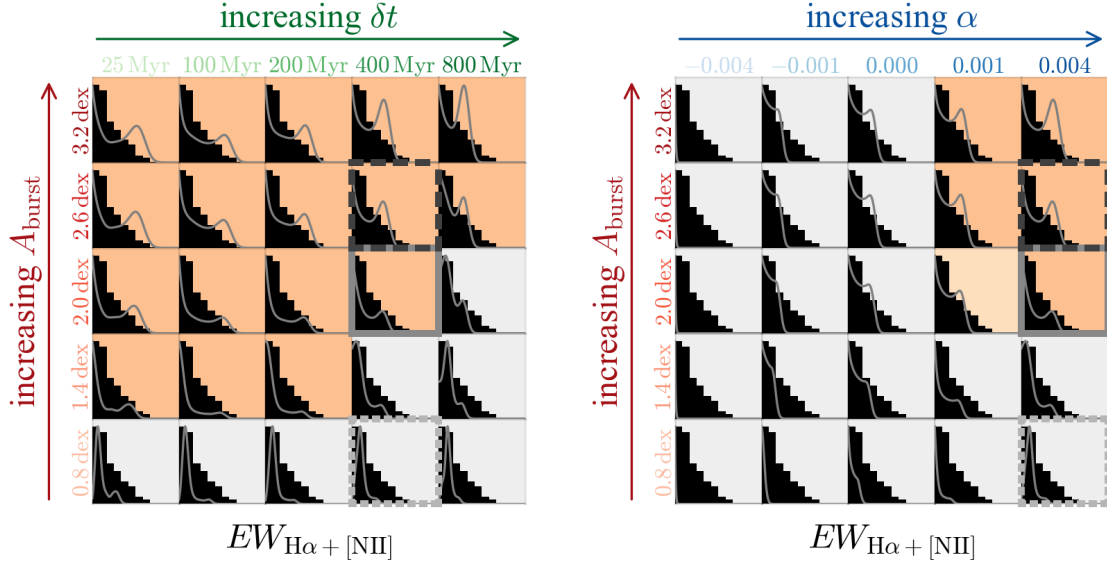 increasing δt
25 Myr 100 Myr 200 Myr 400 Myr 800 Myr
increasing A_burst
3.2 dex
2.6 dex
2.0 dex
1.4 dex
0.8 dex
EW_Hα + [NII]
increasing α
−0.004 −0.001 0.000 0.001 0.004
increasing A_burst
3.2 dex
2.6 dex
2.0 dex
1.4 dex
0.8 dex
EW_Hα + [NII]